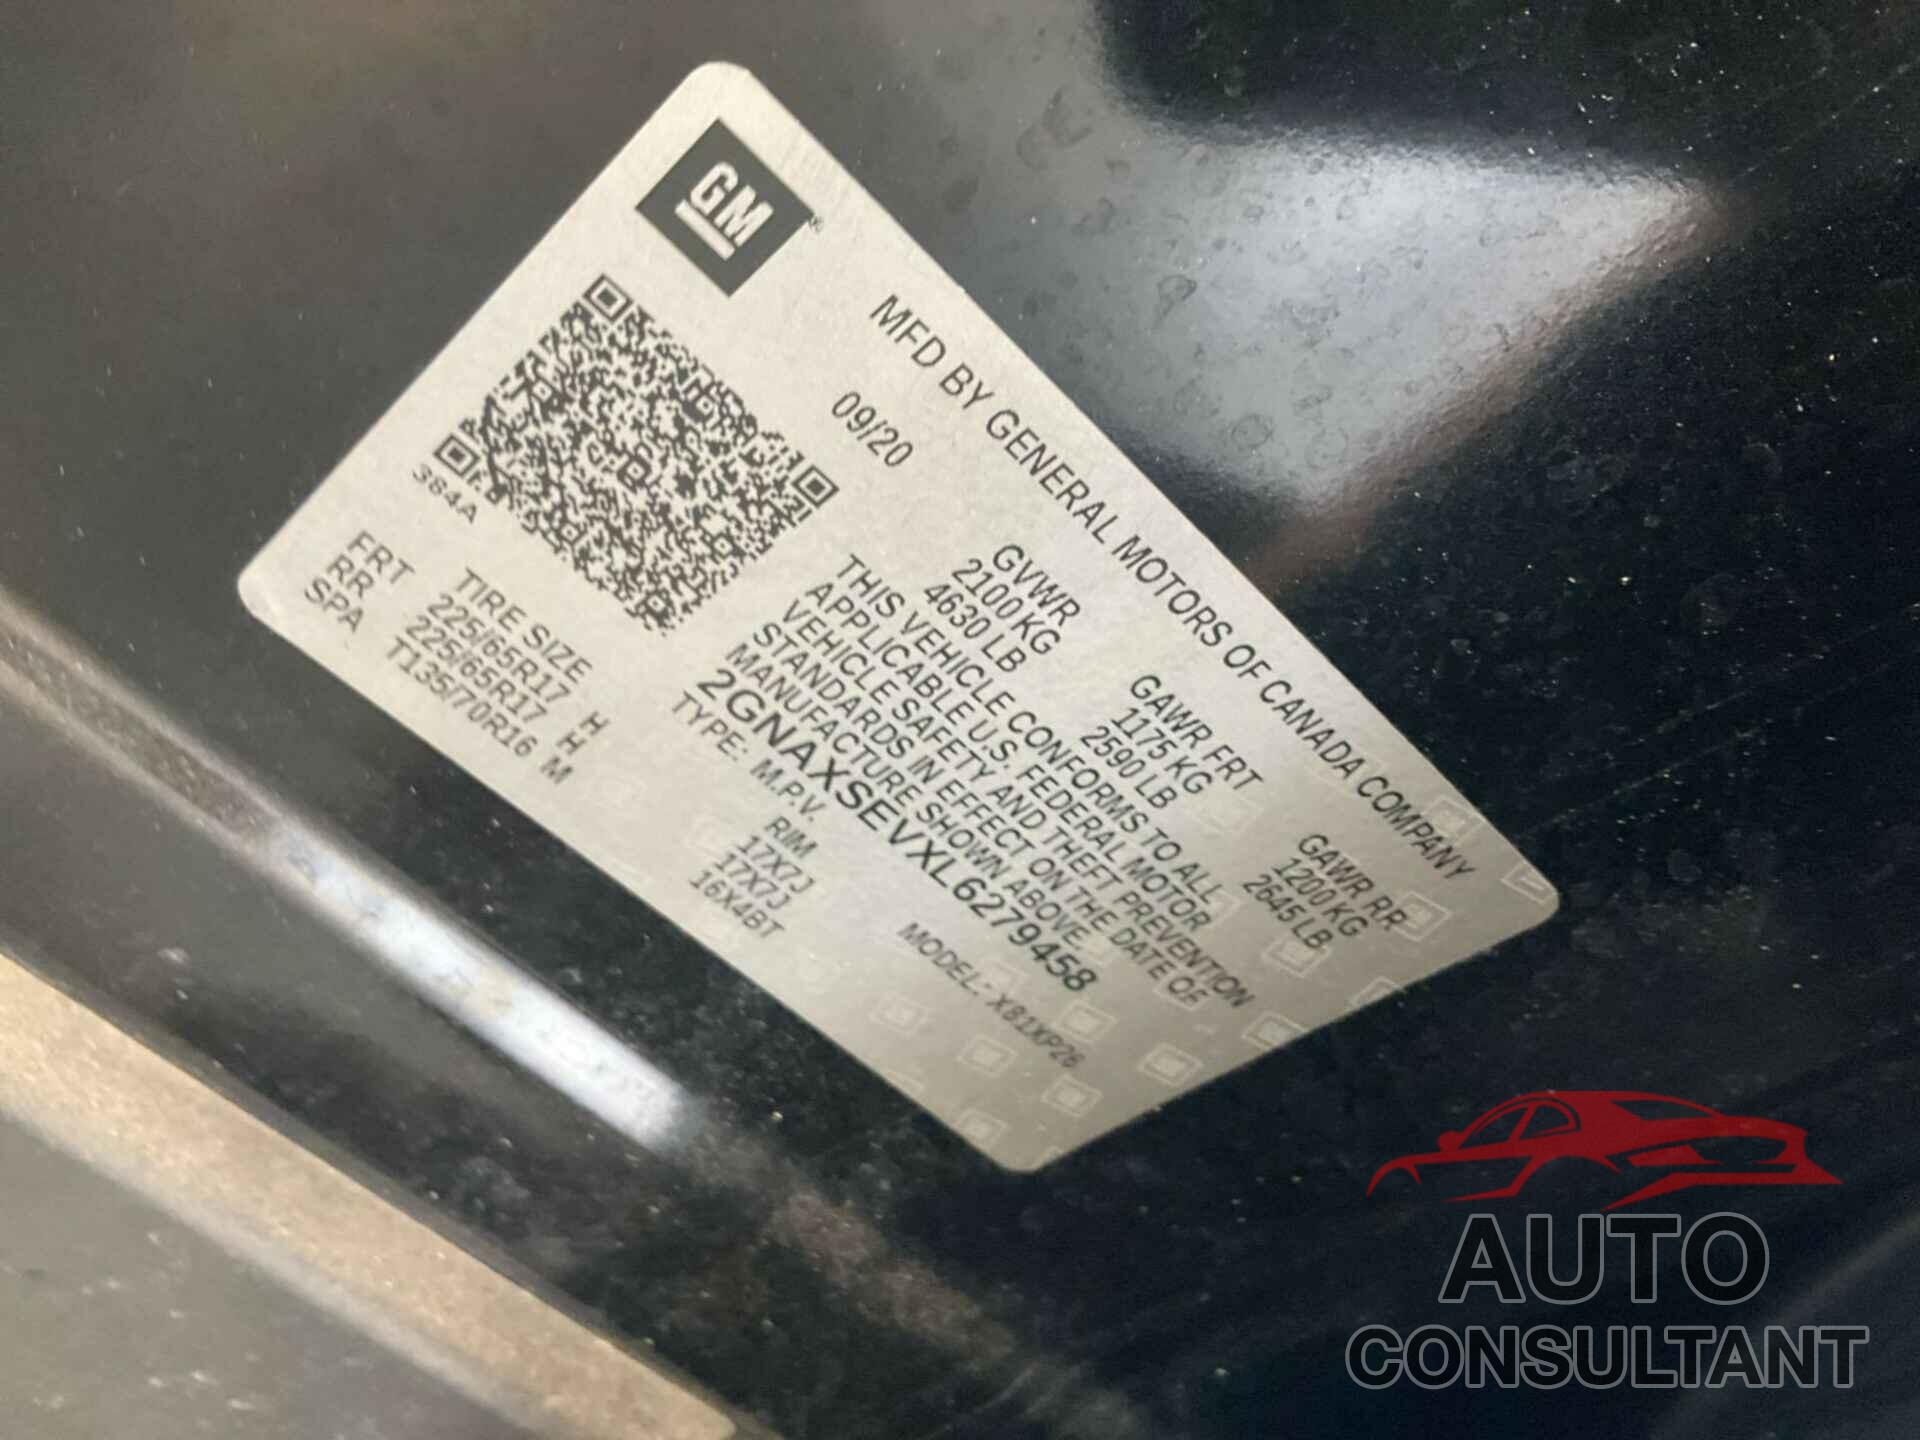 GM
MFD BY GENERAL MOTORS OF CANADA COMPANY
09/20
GVWR
2100 KG
4630 LB
GAWR FRT
1175 KG
2590 LB
GAWR RR
1200 KG
2645 LB
THIS VEHICLE CONFORMS TO ALL
APPLICABLE U.S. FEDERAL MOTOR
VEHICLE SAFETY AND THEFT PREVENTION
STANDARDS IN EFFECT ON THE DATE OF
MANUFACTURE SHOWN ABOVE.
2GNAXSEVXL6279458
TYPE: M.P.V.
MODEL: X81XP26
384A
TIRE SIZE RIM
FRT 225/65R17 H 17X7J
RR 225/65R17 H 17X7J
SPA T135/70R16 M 16X4BT
AUTO
CONSULTANT